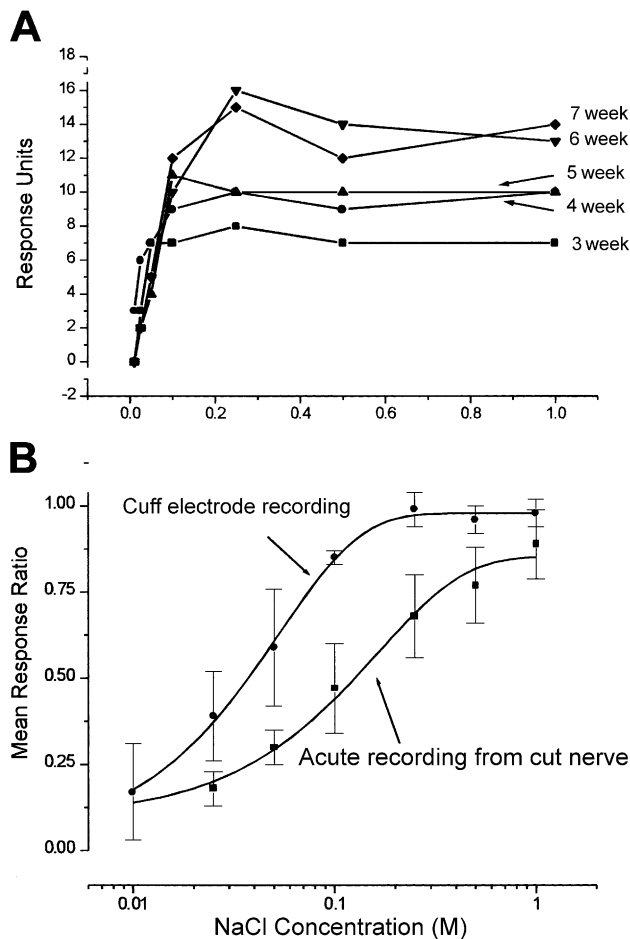 A
18
16
14
12
10
8
6
4
2
0
-2
Response Units
7 week
6 week
5 week
4 week
3 week
0.0 0.2 0.4 0.6 0.8 1.0
B
1.00
0.75
0.50
0.25
0.00
Mean Response Ratio
Cuff electrode recording
Acute recording from cut nerve
0.01 0.1 1
NaCl Concentration (M)